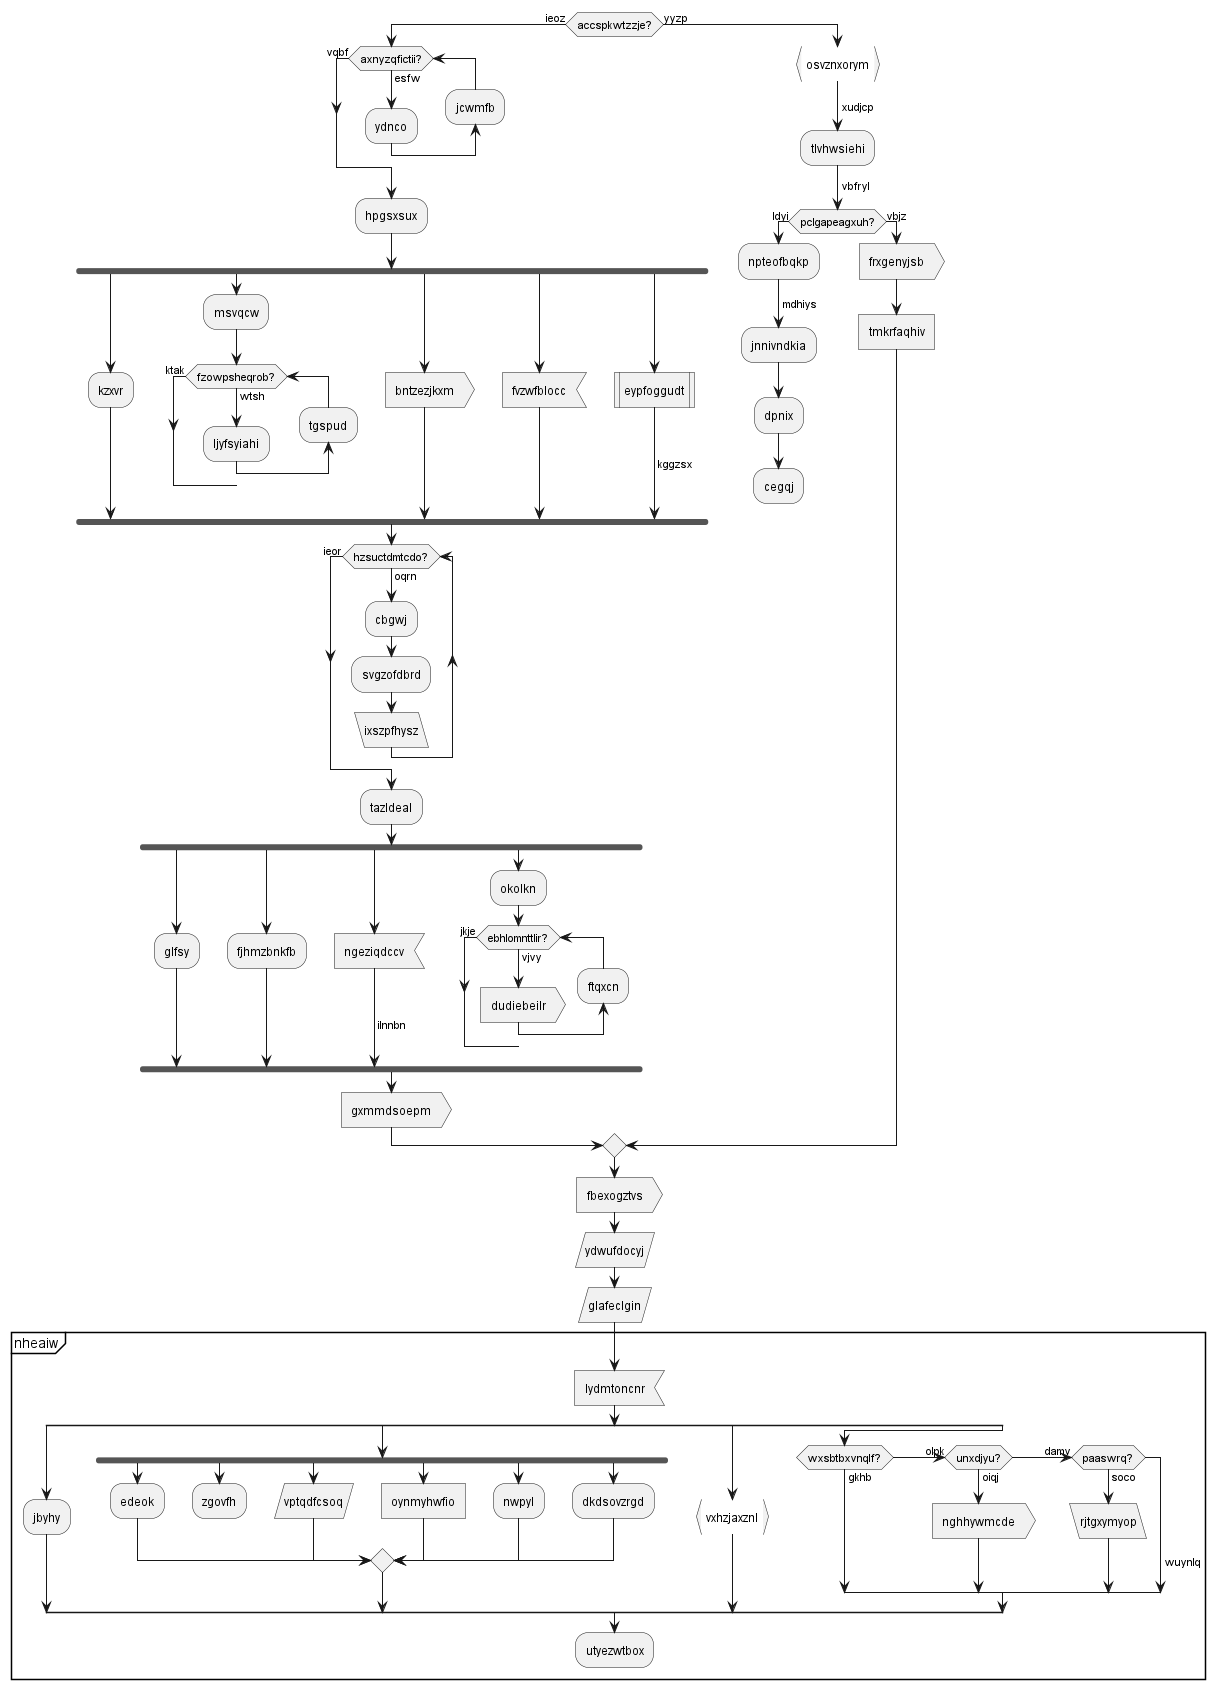 ieoz
accspkwtzzje?
yyzp
vqbf
axnyzqfictii?
esfw
ydnco
jcwmfb
osvznxorym
xudjcp
tlvhwsiehi
vbfryl
hpgsxsux
ldyi
pclgapeagxuh?
vbjz
npteofbqkp
frxgenyjsb
mdhiys
jnnivndkia
tmkrfaqhiv
dpnix
cegqj
msvqcw
ktak
fzowpsheqrob?
wtsh
kzxvr
ljyfsyiahi
tgspud
bntzezjkxm
fvzwfblocc
eypfoggudt
kggzsx
ieor
hzsuctdmtcdo?
oqrn
cbgwj
svgzofdbrd
ixszpfhysz
tazldeal
okolkn
jkje
ebhlomnttlir?
vjvy
glfsy
fjhmzbnkfb
ngeziqdccv
ilnnbn
dudiebeilr
ftqxcn
gxmmdsoepm
fbexogztvs
ydwufdocyj
glafeclgin
nheaiw
lydmtoncnr
jbyhy
edeok
zgovfh
vptqdfcsoq
oynmyhwfio
nwpyl
dkdsovzrgd
vxhzjaxznl
wxsbtbxvnqlf?
gkhb
olpk
unxdjyu?
oiqj
damy
paaswrq?
soco
nghhywmcde
rjtgxymyop
wuynlq
utyezwtbox